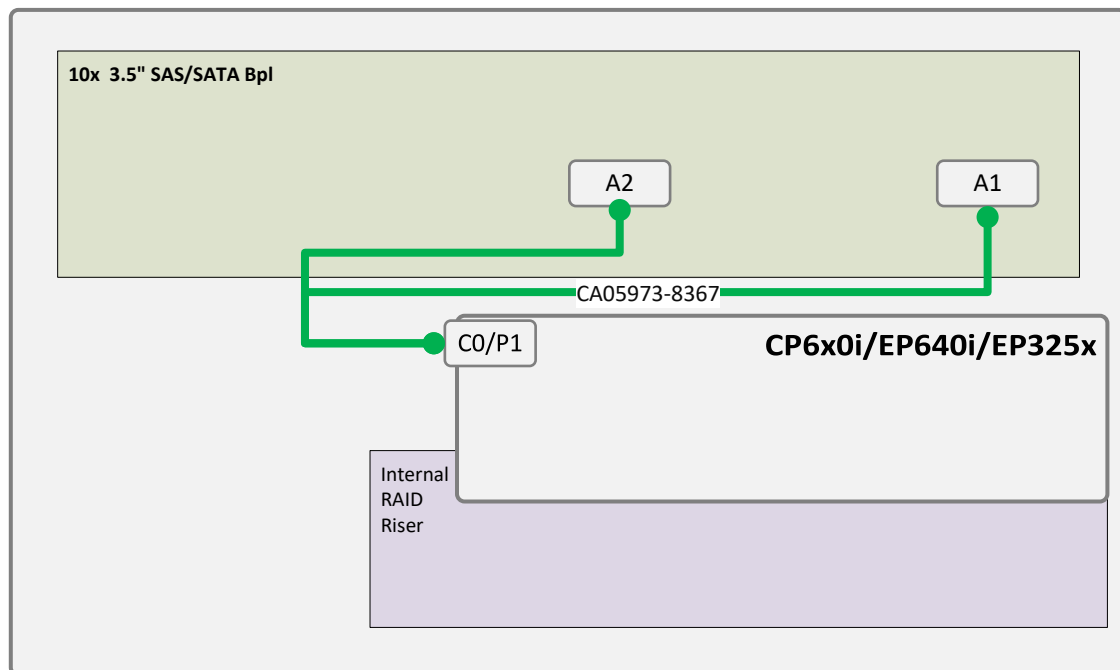 10x  3.5" SAS/SATA Bpl
A2
A1
CA05973-8367
C0/P1
CP6x0i/EP640i/EP325x
Internal
RAID
Riser